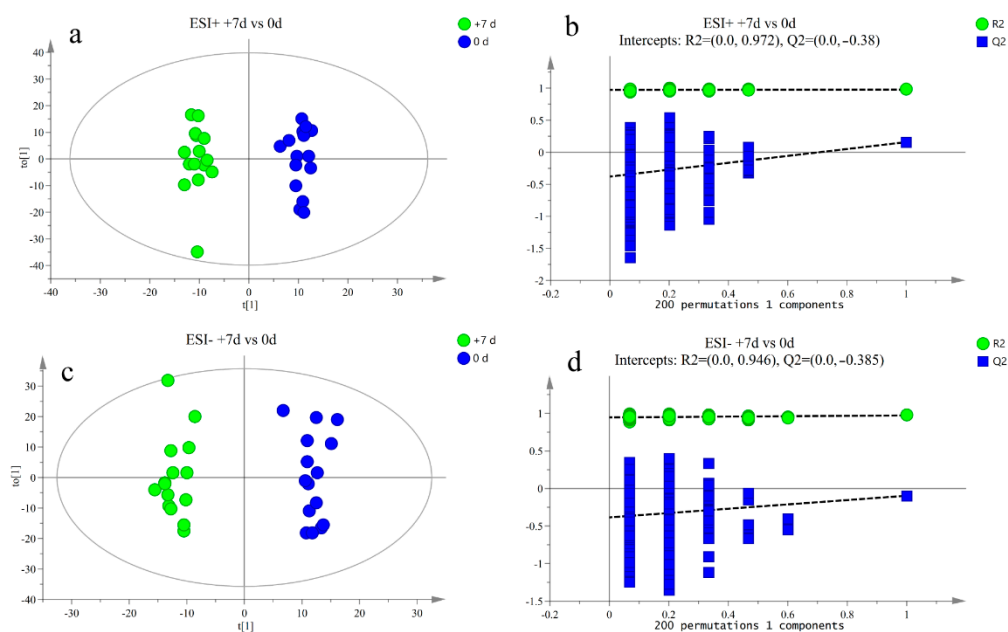 a
ESI+ +7d vs 0d
+7 d
0 d
to[1]
40
30
20
10
0
-10
-20
-30
-40
-40
-30
-20
-10
0
10
20
30
t[1]
b
ESI+ +7d vs 0d
Intercepts: R2=(0.0, 0.972), Q2=(0.0, -0.38)
R2
Q2
1
0.5
-0.0
-0.5
-1
-1.5
-2
-0.2
0
0.2
0.4
0.6
0.8
1
200 permutations 1 components
c
ESI- +7d vs 0d
+7 d
0 d
to[1]
30
20
10
0
-10
-20
-30
-40
-30
-20
-10
0
10
20
30
t[1]
d
ESI- +7d vs 0d
Intercepts: R2=(0.0, 0.946), Q2=(0.0, -0.385)
R2
Q2
1
0.5
-0.0
-0.5
-1
-1.5
-0.2
0
0.2
0.4
0.6
0.8
1
200 permutations 1 components